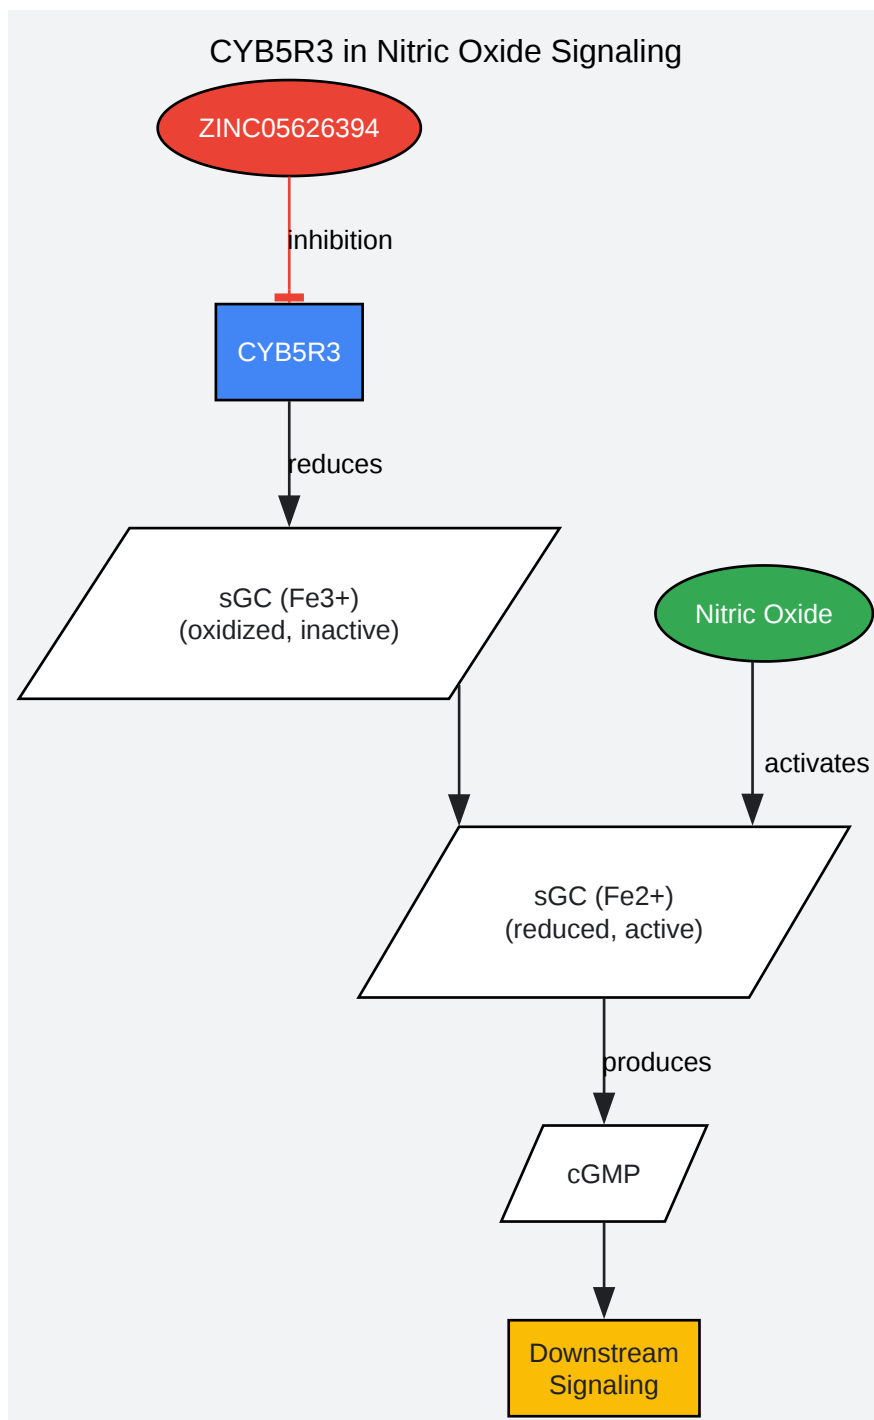 CYB5R3 in Nitric Oxide Signaling
ZINC05626394
inhibition
CYB5R3
reduces
sGC (Fe3+)
(oxidized, inactive)
Nitric Oxide
activates
sGC (Fe2+)
(reduced, active)
produces
cGMP
Downstream
Signaling